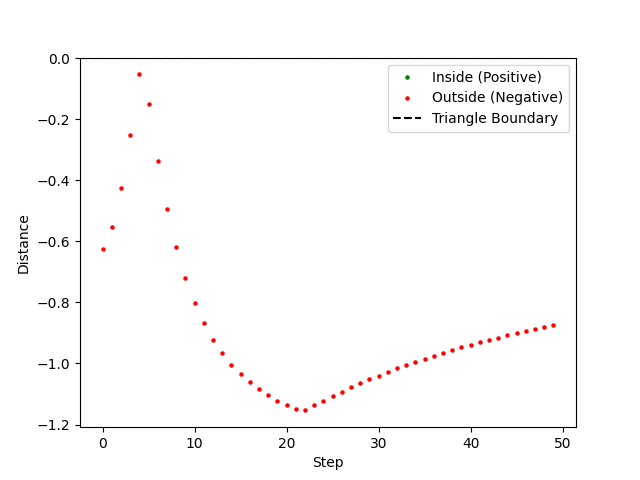 0.0
−0.2
−0.4
−0.6
−0.8
−1.0
−1.2
Distance
0 10 20 30 40 50
Step
Inside (Positive)
Outside (Negative)
Triangle Boundary